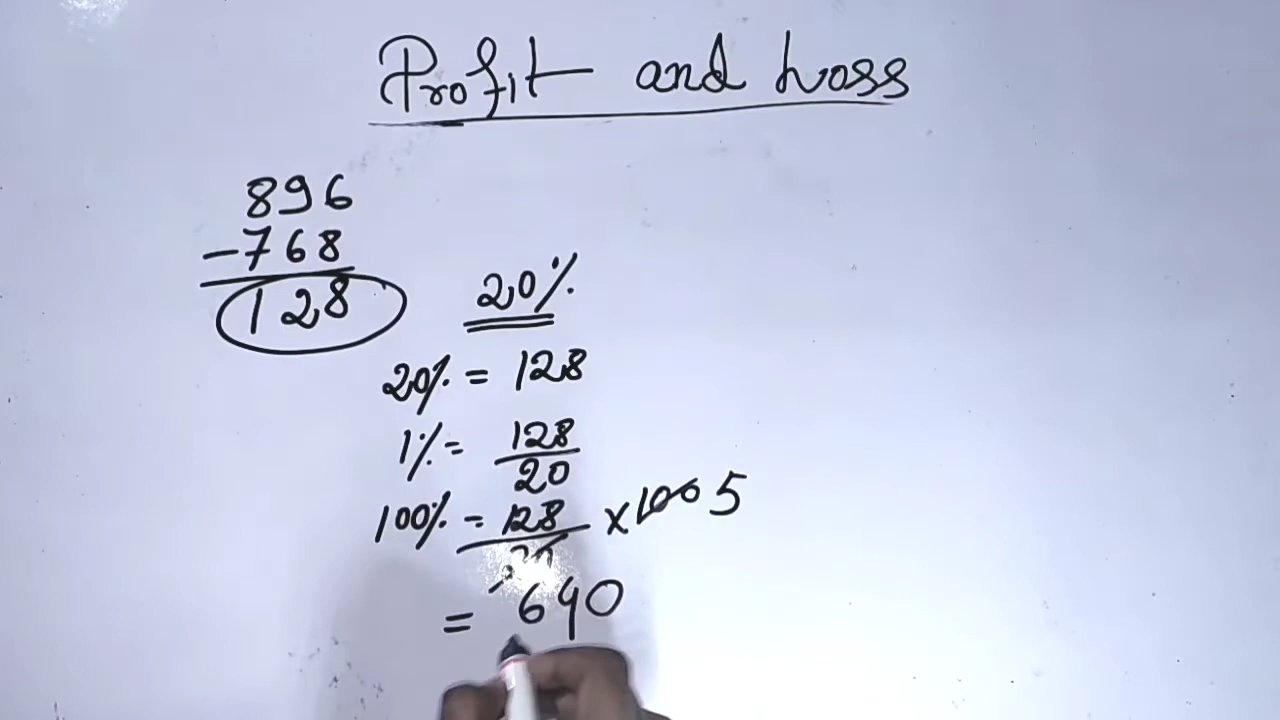 Profit and Loss
896
-768
128
20%
20% = 128
1% = 128
20
100% = 128 x 100 5
20
= 640